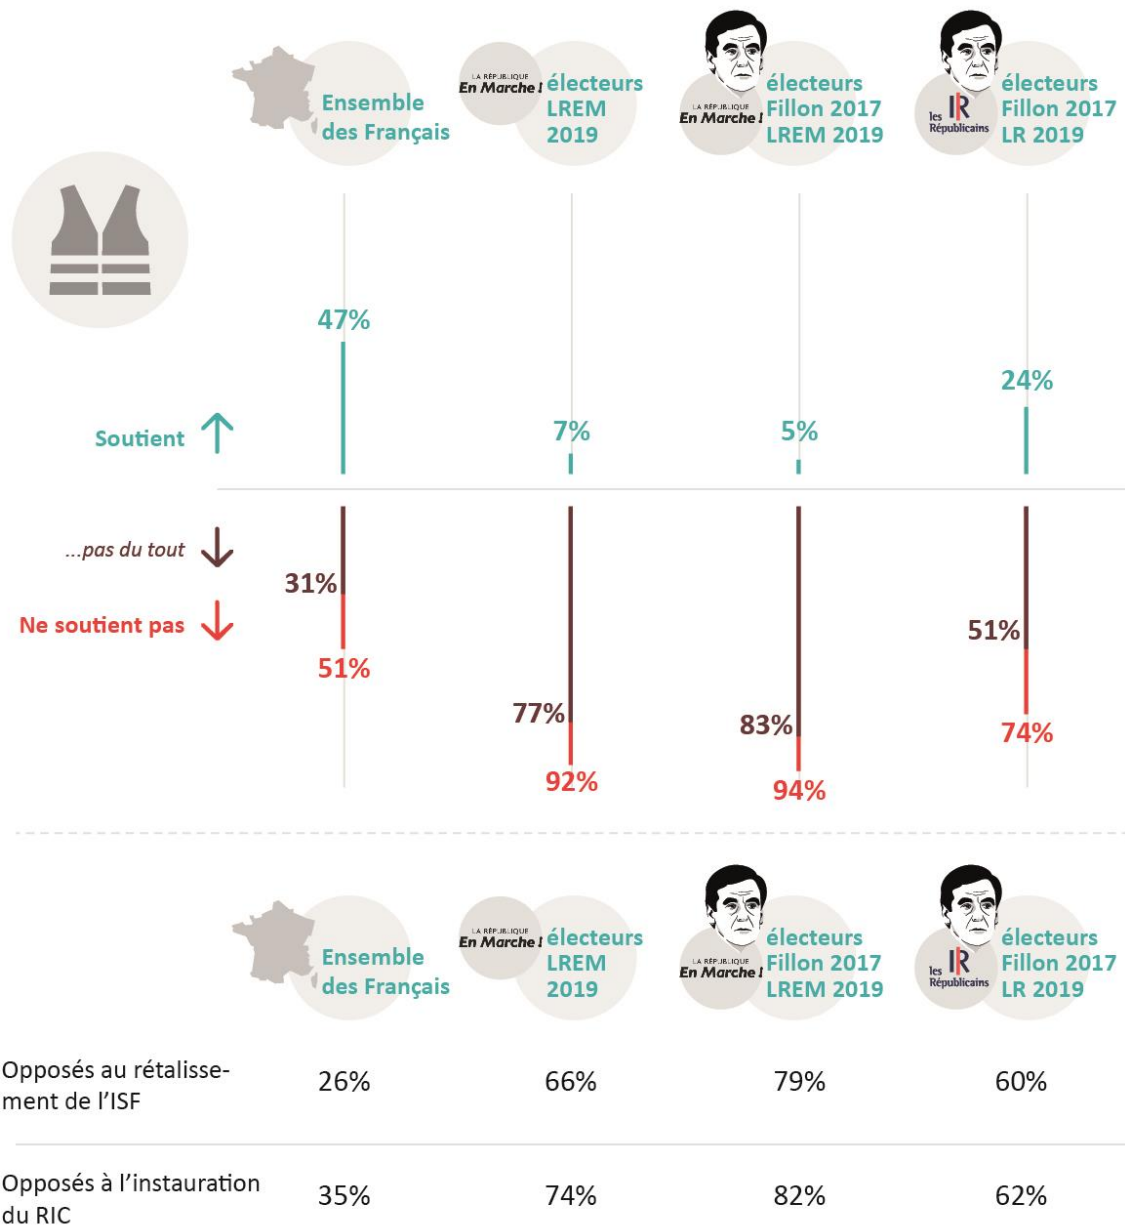 Ensemble
des Français
LA RÉPUBLIQUE
En Marche !
électeurs
LREM
2019
LA RÉPUBLIQUE
En Marche !
électeurs
Fillon 2017
LREM 2019
les
Républicains
lR
électeurs
Fillon 2017
LR 2019
47%
7%
5%
24%
Soutient
...pas du tout
Ne soutient pas
31%
51%
77%
92%
83%
94%
51%
74%
Ensemble
des Français
LA RÉPUBLIQUE
En Marche !
électeurs
LREM
2019
LA RÉPUBLIQUE
En Marche !
électeurs
Fillon 2017
LREM 2019
les
Républicains
lR
électeurs
Fillon 2017
LR 2019
Opposés au rétalisse-
ment de l'ISF
26% 66% 79% 60%
Opposés à l'instauration
du RIC
35% 74% 82% 62%